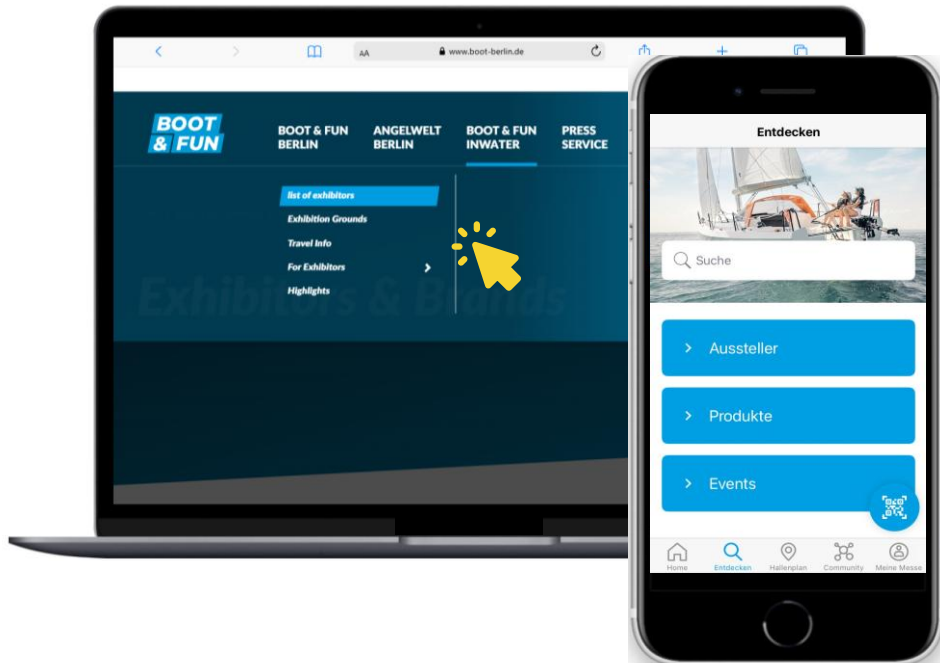 AA
www.boot-berlin.de
BOOT
& FUN
BOOT & FUN
BERLIN
ANGELWELT
BERLIN
BOOT & FUN
INWATER
PRESS
SERVICE
list of exhibitors
Exhibition Grounds
Travel Info
For Exhibitors
Highlights
Exhibitors & Brands
Entdecken
Suche
Aussteller
Produkte
Events
Home
Entdecken
Hallenplan
Community
Meine Messe